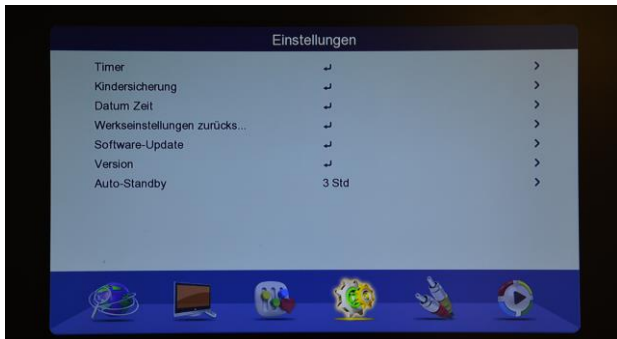 Einstellungen
Timer
Kindersicherung
Datum Zeit
Werkseinstellungen zurücks...
Software-Update
Version
Auto-Standby 3 Std